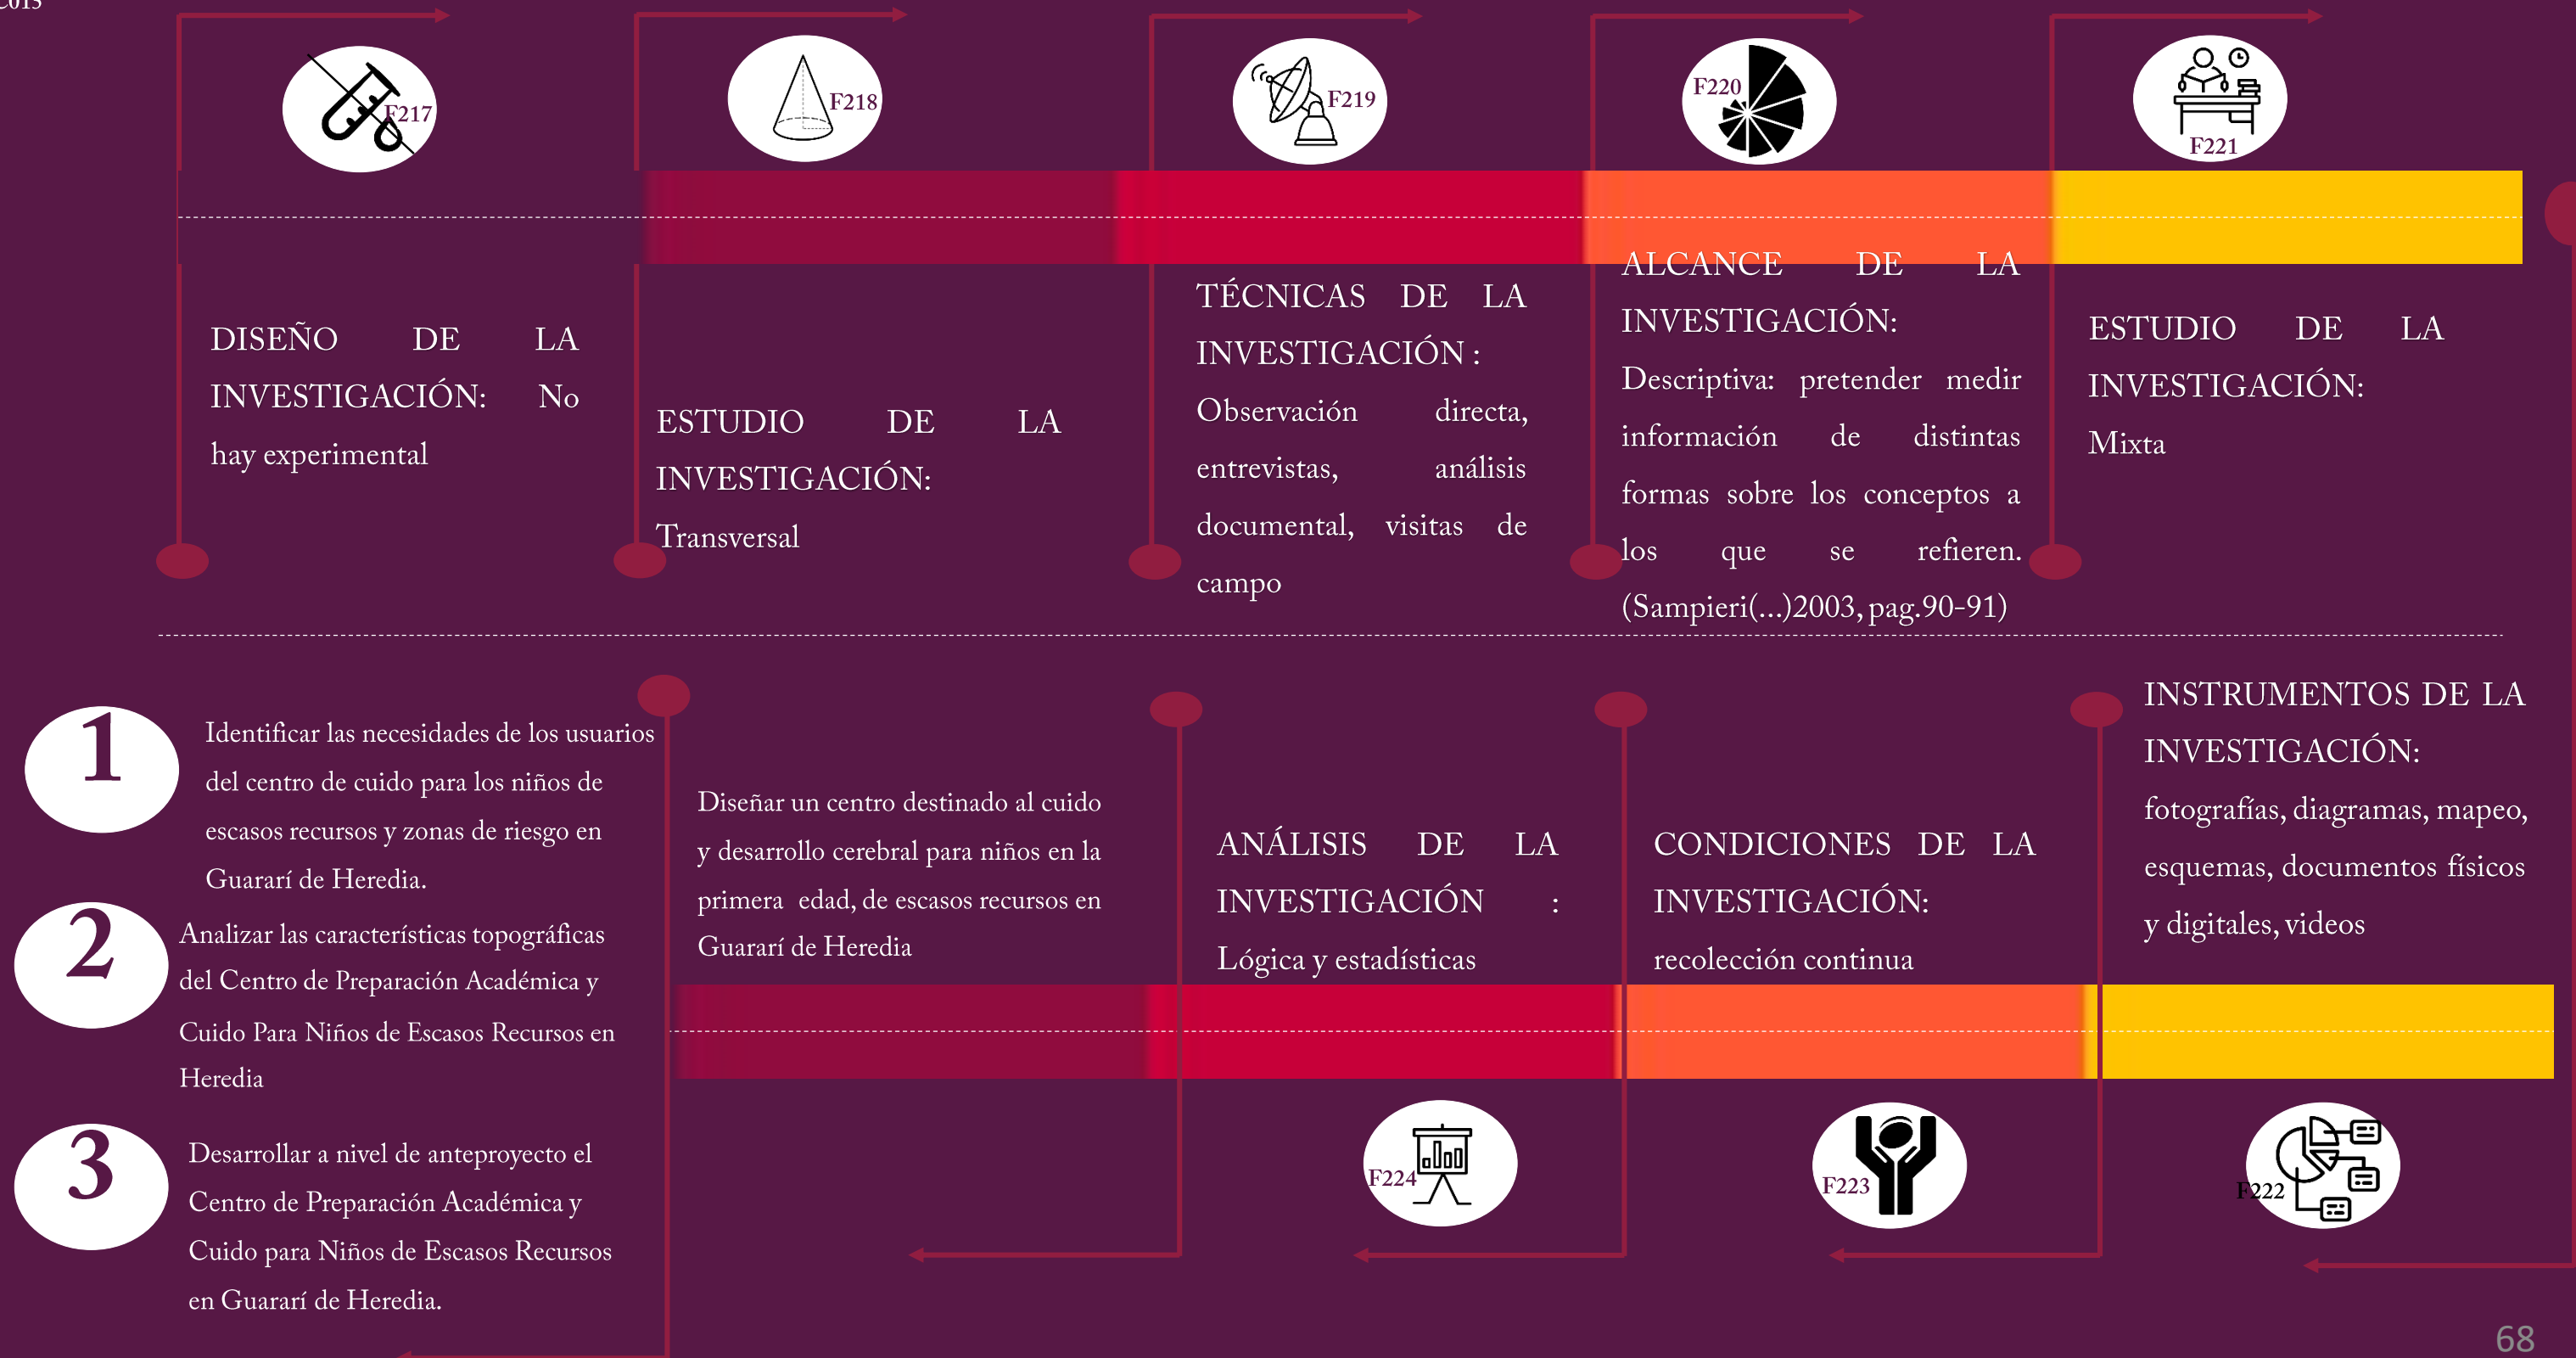 C015
F217
F218
F219
F220
F221
DISEÑO DE LA
INVESTIGACIÓN: No
hay experimental
ESTUDIO DE LA
INVESTIGACIÓN:
Transversal
TÉCNICAS DE LA
INVESTIGACIÓN :
Observación directa,
entrevistas, análisis
documental, visitas de
campo
ALCANCE DE LA
INVESTIGACIÓN:
Descriptiva: pretender medir
información de distintas
formas sobre los conceptos a
los que se refieren.
(Sampieri(...)2003, pag.90-91)
ESTUDIO DE LA
INVESTIGACIÓN:
Mixta
1
Identificar las necesidades de los usuarios
del centro de cuido para los niños de
escasos recursos y zonas de riesgo en
Guararí de Heredia.
2
Analizar las características topográficas
del Centro de Preparación Académica y
Cuido Para Niños de Escasos Recursos en
Heredia
3
Desarrollar a nivel de anteproyecto el
Centro de Preparación Académica y
Cuido para Niños de Escasos Recursos
en Guararí de Heredia.
Diseñar un centro destinado al cuido
y desarrollo cerebral para niños en la
primera edad, de escasos recursos en
Guararí de Heredia
ANÁLISIS DE LA
INVESTIGACIÓN :
Lógica y estadísticas
CONDICIONES DE LA
INVESTIGACIÓN:
recolección continua
INSTRUMENTOS DE LA
INVESTIGACIÓN:
fotografías, diagramas, mapeo,
esquemas, documentos físicos
y digitales, videos
F224
F223
F222
68